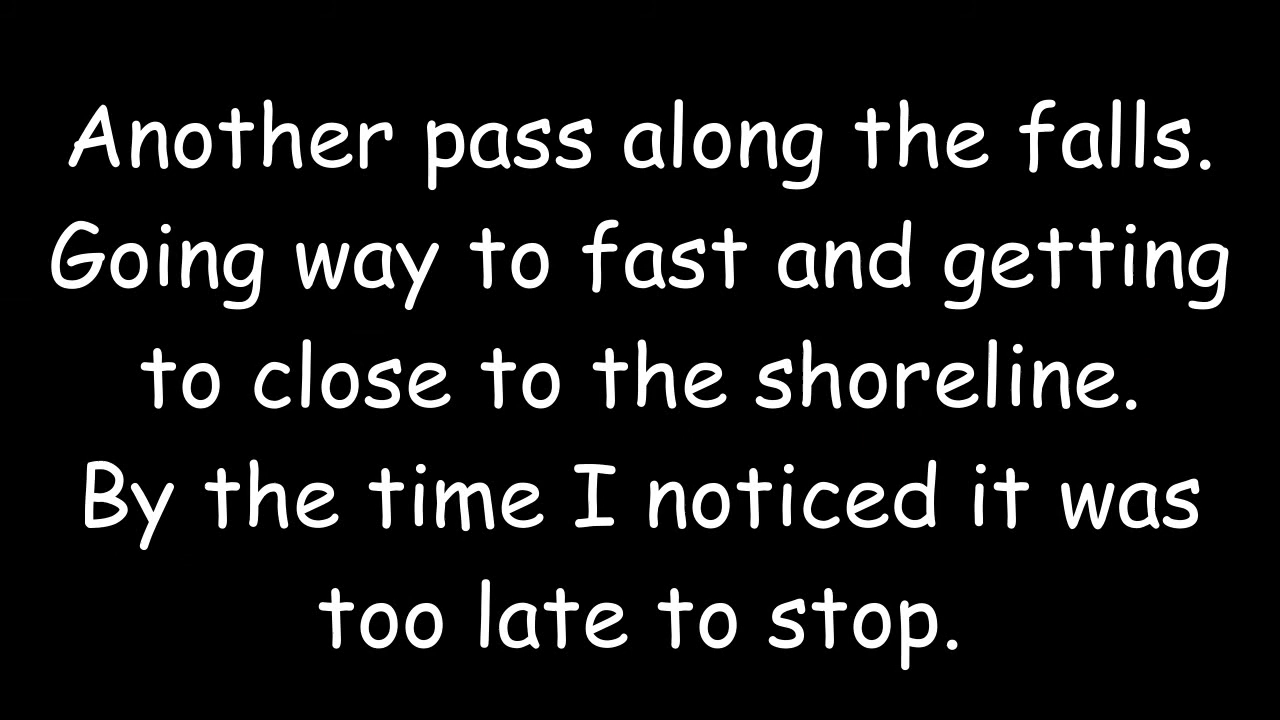 Another pass along the falls.
Going way to fast and getting
to close to the shoreline.
By the time I noticed it was
too late to stop.